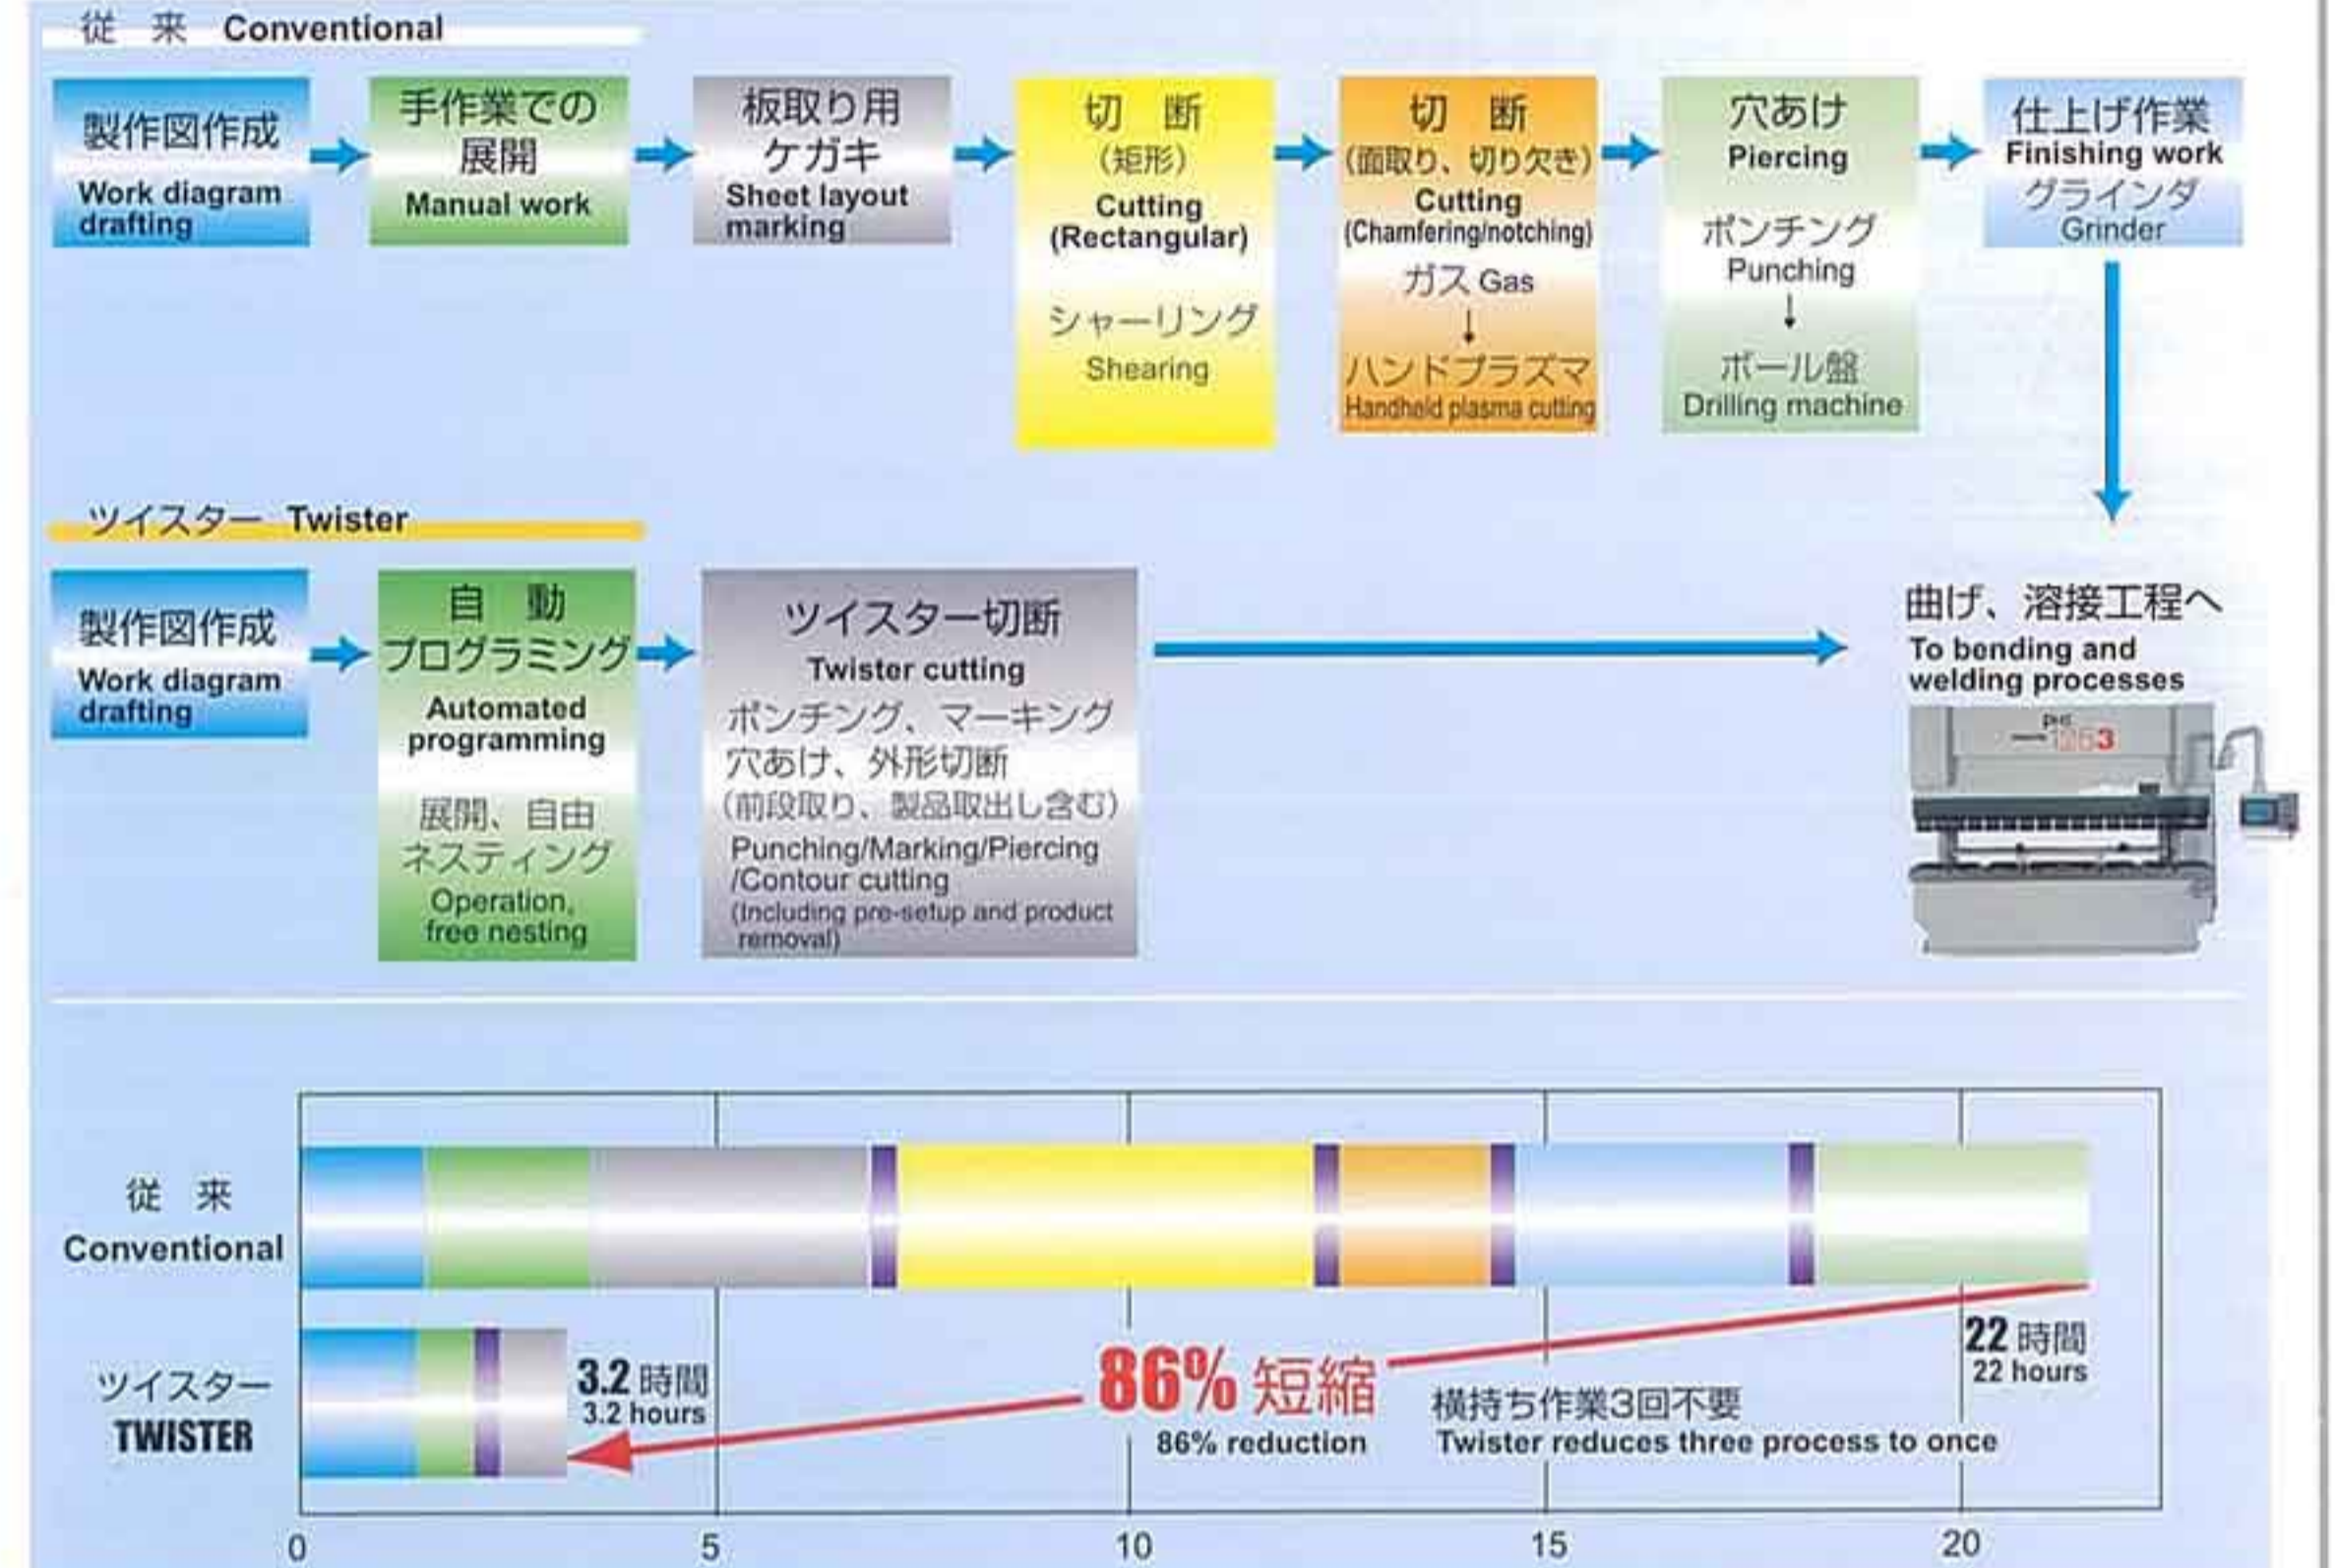 従 来 Conventional
製作図作成
Work diagram
drafting
手作業での
展開
Manual work
板取り用
ケガキ
Sheet layout
marking
切 断
(矩形)
Cutting
(Rectangular)
シャーリング
Shearing
切 断
(面取り、切り欠き)
Cutting
(Chamfering/notching)
ガス Gas
↓
ハンドプラズマ
Handheld plasma cutting
穴あけ
Piercing
ポンチング
Punching
↓
ボール盤
Drilling machine
仕上げ作業
Finishing work
グラインダ
Grinder
ツイスター Twister
製作図作成
Work diagram
drafting
自 動
プログラミング
Automated
programming
展開、自由
ネスティング
Operation,
free nesting
ツイスター切断
Twister cutting
ポンチング、マーキング
穴あけ、外形切断
(前段取り、製品取出し含む)
Punching/Marking/Piercing
/Contour cutting
(Including pre-setup and product
removal)
曲げ、溶接工程へ
To bending and
welding processes
従 来
Conventional
22 時間
22 hours
ツイスター
TWISTER
3.2 時間
3.2 hours
86% 短縮
86% reduction
横持ち作業3回不要
Twister reduces three process to once
0 5 10 15 20